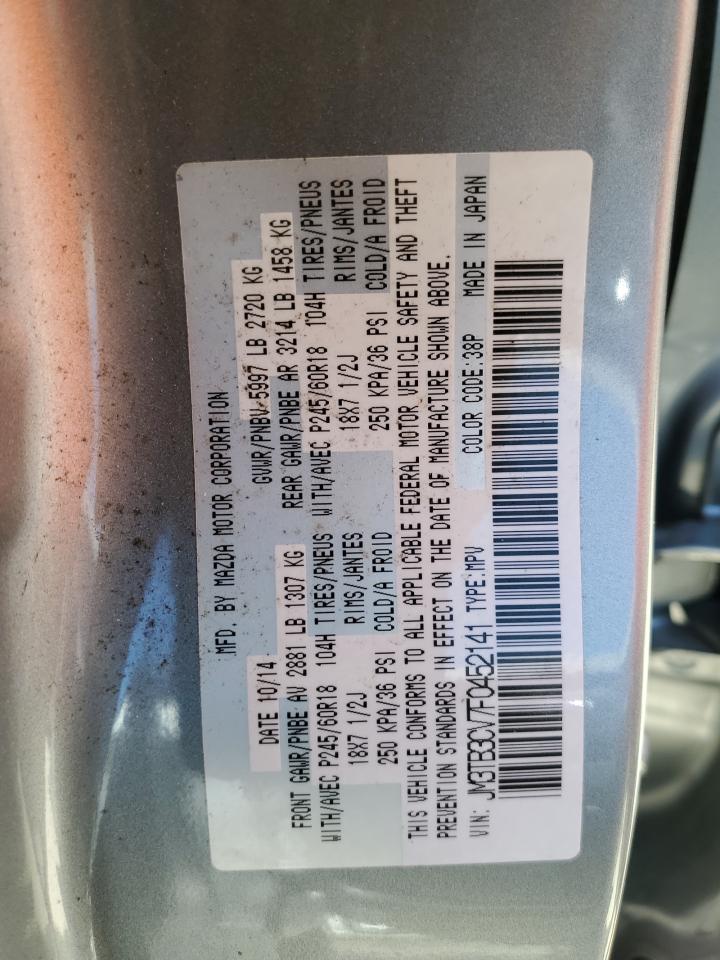 MFD. BY MAZDA MOTOR CORPORATION
DATE 10/14 GVWR/PNBV 5997 LB 2720 KG
FRONT GAWR/PNBE AV 2881 LB 1307 KG REAR GAWR/PNBE AR 3214 LB 1458 KG
WITH/AVEC P245/60R18 104H TIRES/PNEUS WITH/AVEC P245/60R18 104H TIRES/PNEUS
18X7 1/2J RIMS/JANTES 18X7 1/2J RIMS/JANTES
250 KPA/36 PSI COLD/A FROID 250 KPA/36 PSI COLD/A FROID
THIS VEHICLE CONFORMS TO ALL APPLICABLE FEDERAL MOTOR VEHICLE SAFETY AND THEFT
PREVENTION STANDARDS IN EFFECT ON THE DATE OF MANUFACTURE SHOWN ABOVE.
VIN: JM3TB3CV7F0452141 TYPE:MPV COLOR CODE:38P MADE IN JAPAN